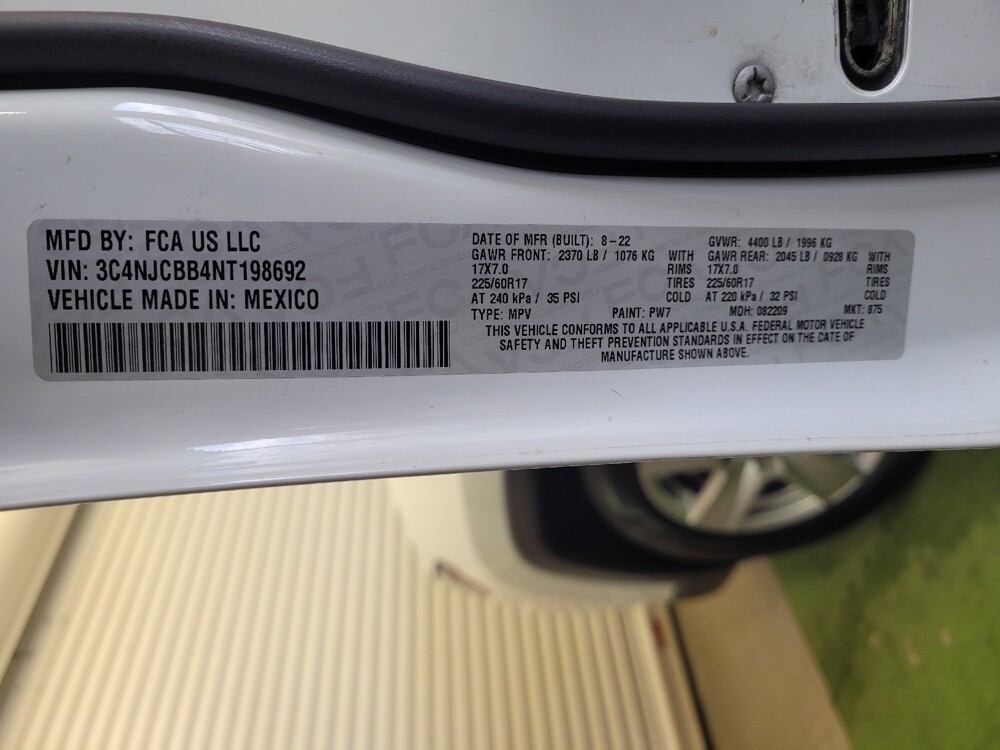 MFD BY: FCA US LLC
VIN: 3C4NJCBB4NT198692
VEHICLE MADE IN: MEXICO
DATE OF MFR (BUILT): 8-22 GVWR: 4400 LB / 1996 KG
GAWR FRONT: 2370 LB / 1076 KG WITH GAWR REAR: 2045 LB / 0928 KG WITH
17X7.0 RIMS 17X7.0 RIMS
225/60R17 TIRES 225/60R17 TIRES
AT 240 kPa / 35 PSI COLD AT 220 kPa / 32 PSI COLD
TYPE: MPV PAINT: PW7 MDH: 082209 MKT: 875
THIS VEHICLE CONFORMS TO ALL APPLICABLE U.S.A. FEDERAL MOTOR VEHICLE
SAFETY AND THEFT PREVENTION STANDARDS IN EFFECT ON THE DATE OF
MANUFACTURE SHOWN ABOVE.